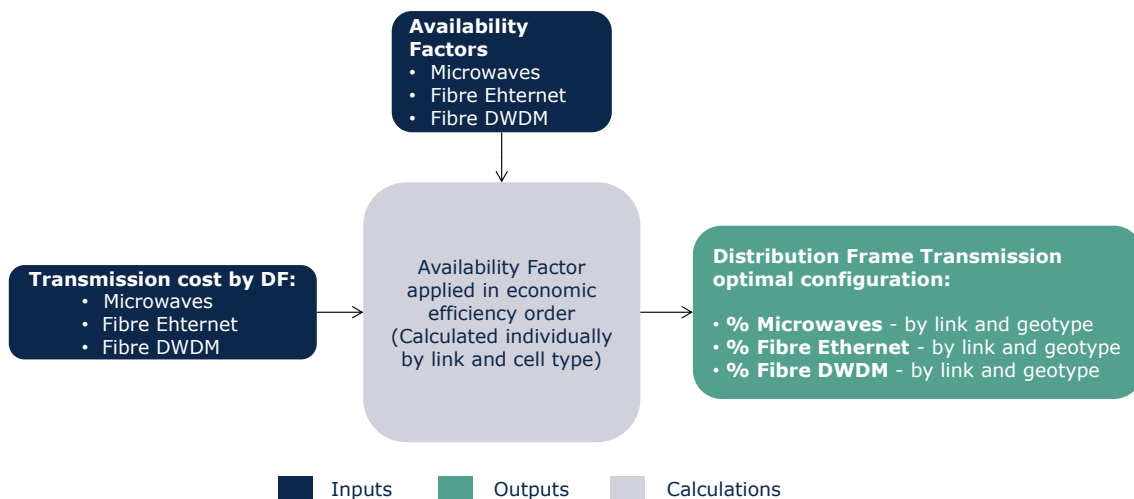 Availability
Factors
• Microwaves
• Fibre Ehternet
• Fibre DWDM
Transmission cost by DF:
• Microwaves
• Fibre Ehternet
• Fibre DWDM
Availability Factor
applied in economic
efficiency order
(Calculated individually
by link and cell type)
Distribution Frame Transmission
optimal configuration:
• % Microwaves - by link and geotype
• % Fibre Ethernet - by link and geotype
• % Fibre DWDM - by link and geotype
Inputs
Outputs
Calculations